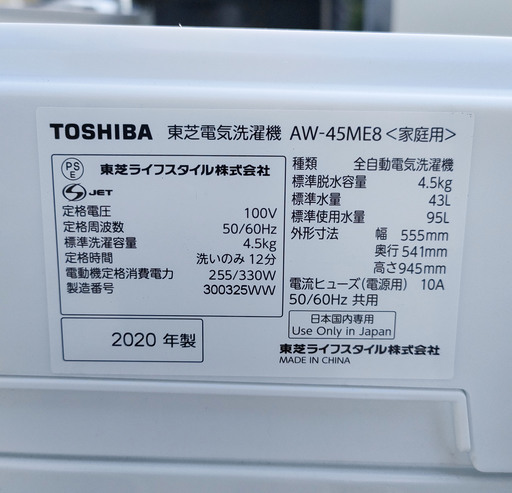 TOSHIBA 東芝電気洗濯機 AW-45ME8<家庭用>
PSE
東芝ライフスタイル株式会社
S JET
定格電圧 100V
定格周波数 50/60Hz
標準洗濯容量 4.5kg
定格時間 洗いのみ 12分
電動機定格消費電力 255/330W
製造番号 300325WW
2020 年製
種類 全自動電気洗濯機
標準脱水容量 4.5kg
標準水量 43L
標準使用水量 95L
外形寸法 幅 555mm
奥行 541mm
高さ 945mm
電流ヒューズ(電源用) 10A
50/60Hz 共用
日本国内専用
Use Only in Japan
東芝ライフスタイル株式会社
MADE IN CHINA